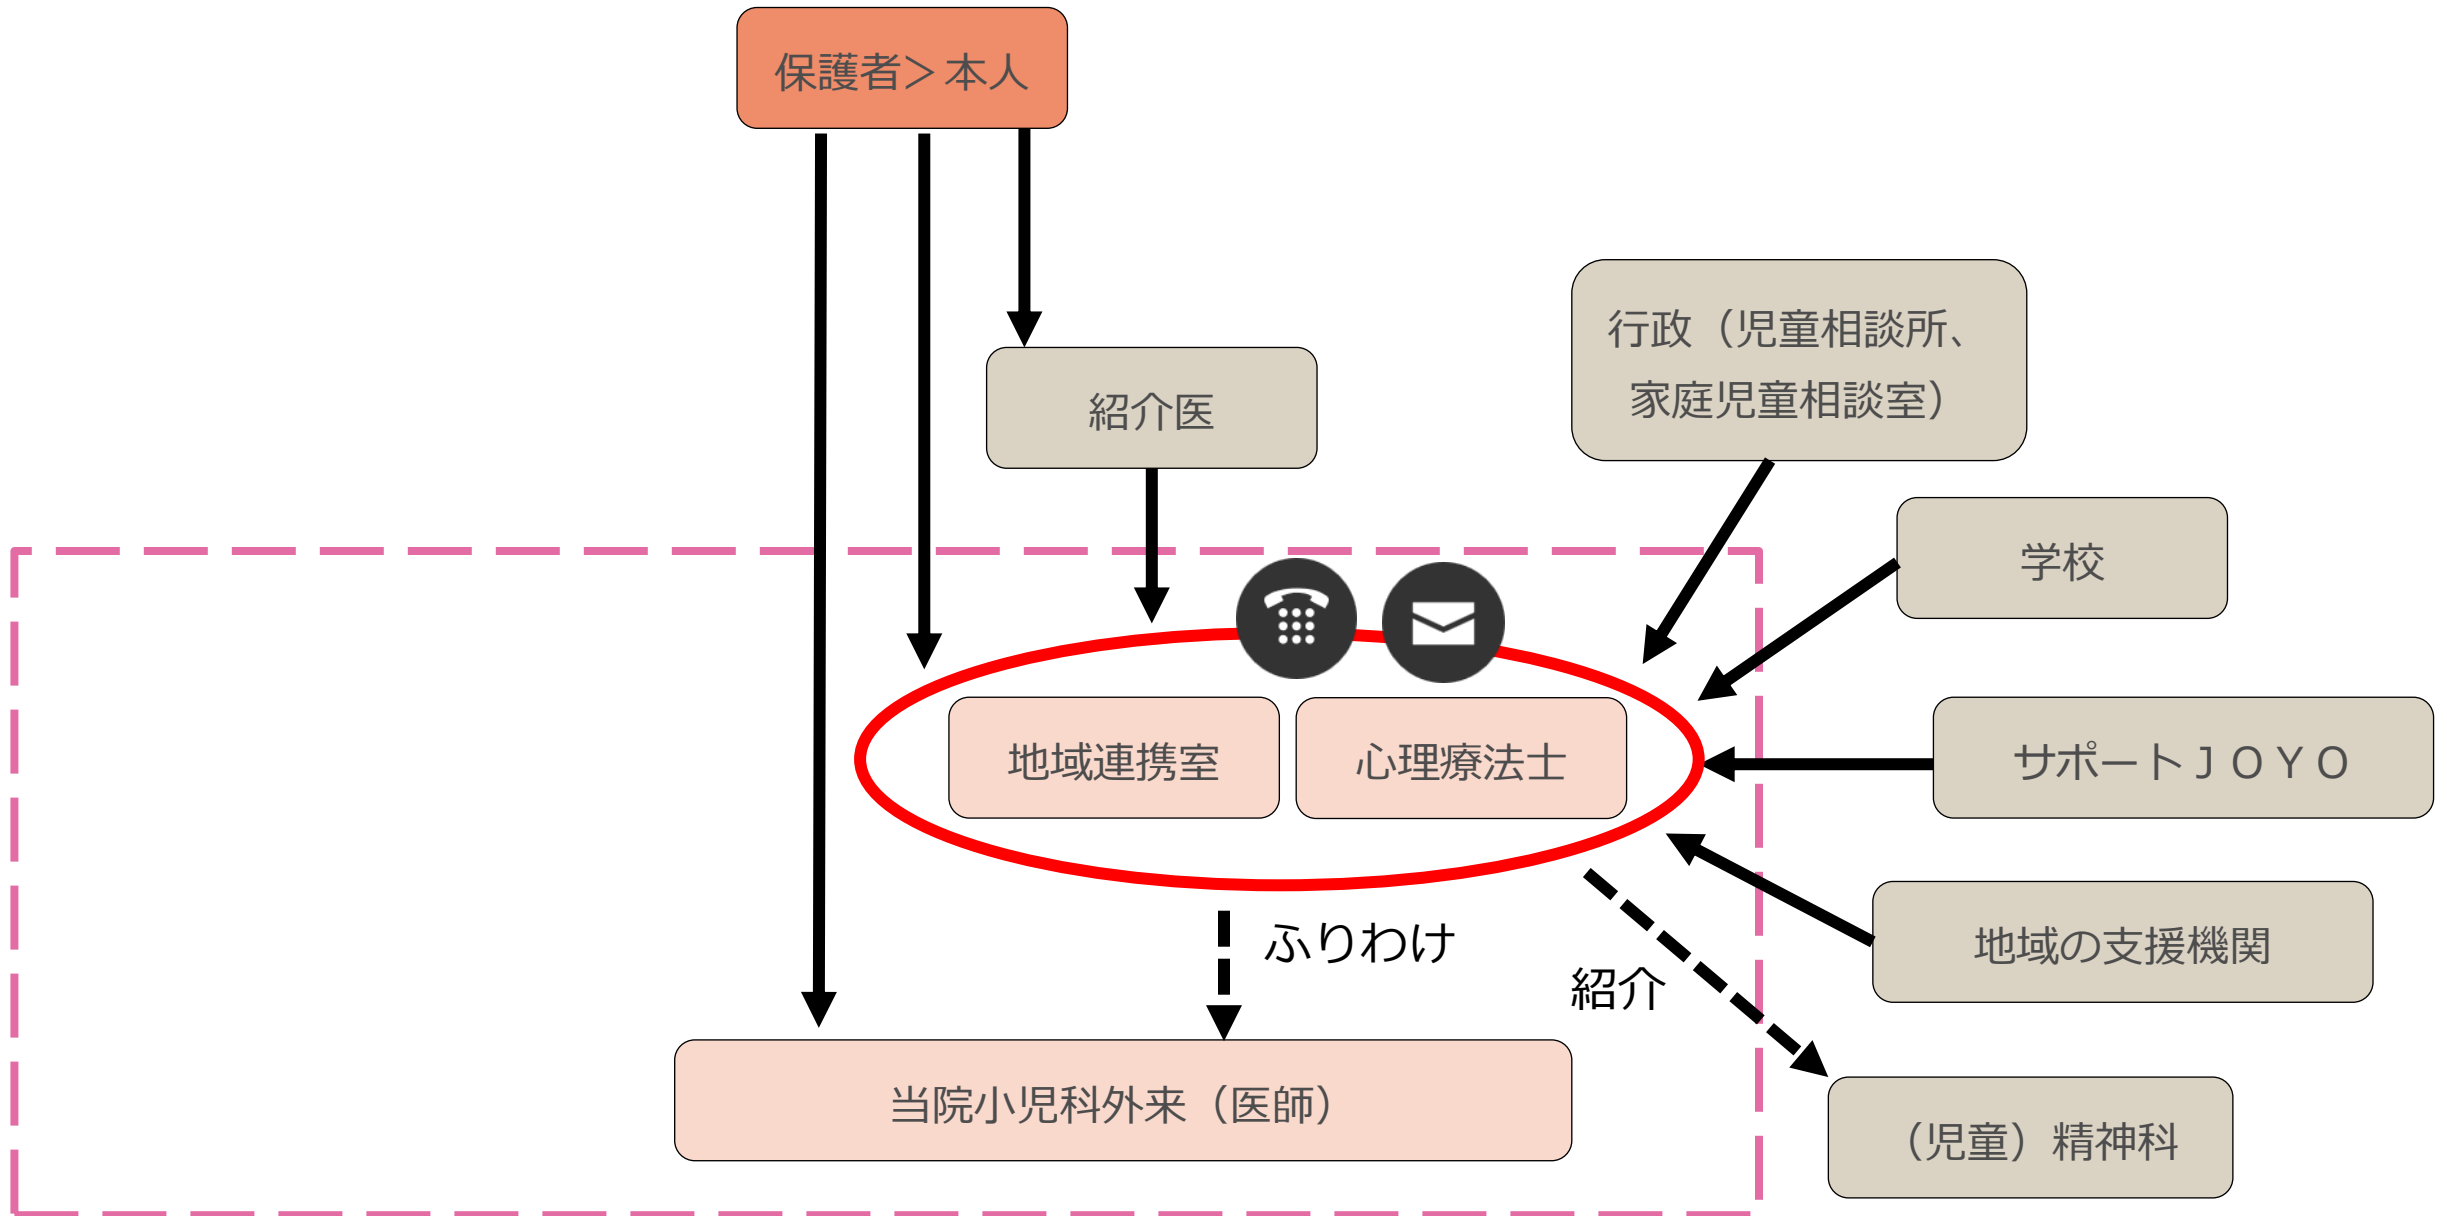 保護者＞本人
紹介医
行政（児童相談所、
家庭児童相談室）
学校
地域連携室
心理療法士
サポートＪＯＹＯ
地域の支援機関
ふりわけ
紹介
当院小児科外来（医師）
（児童）精神科